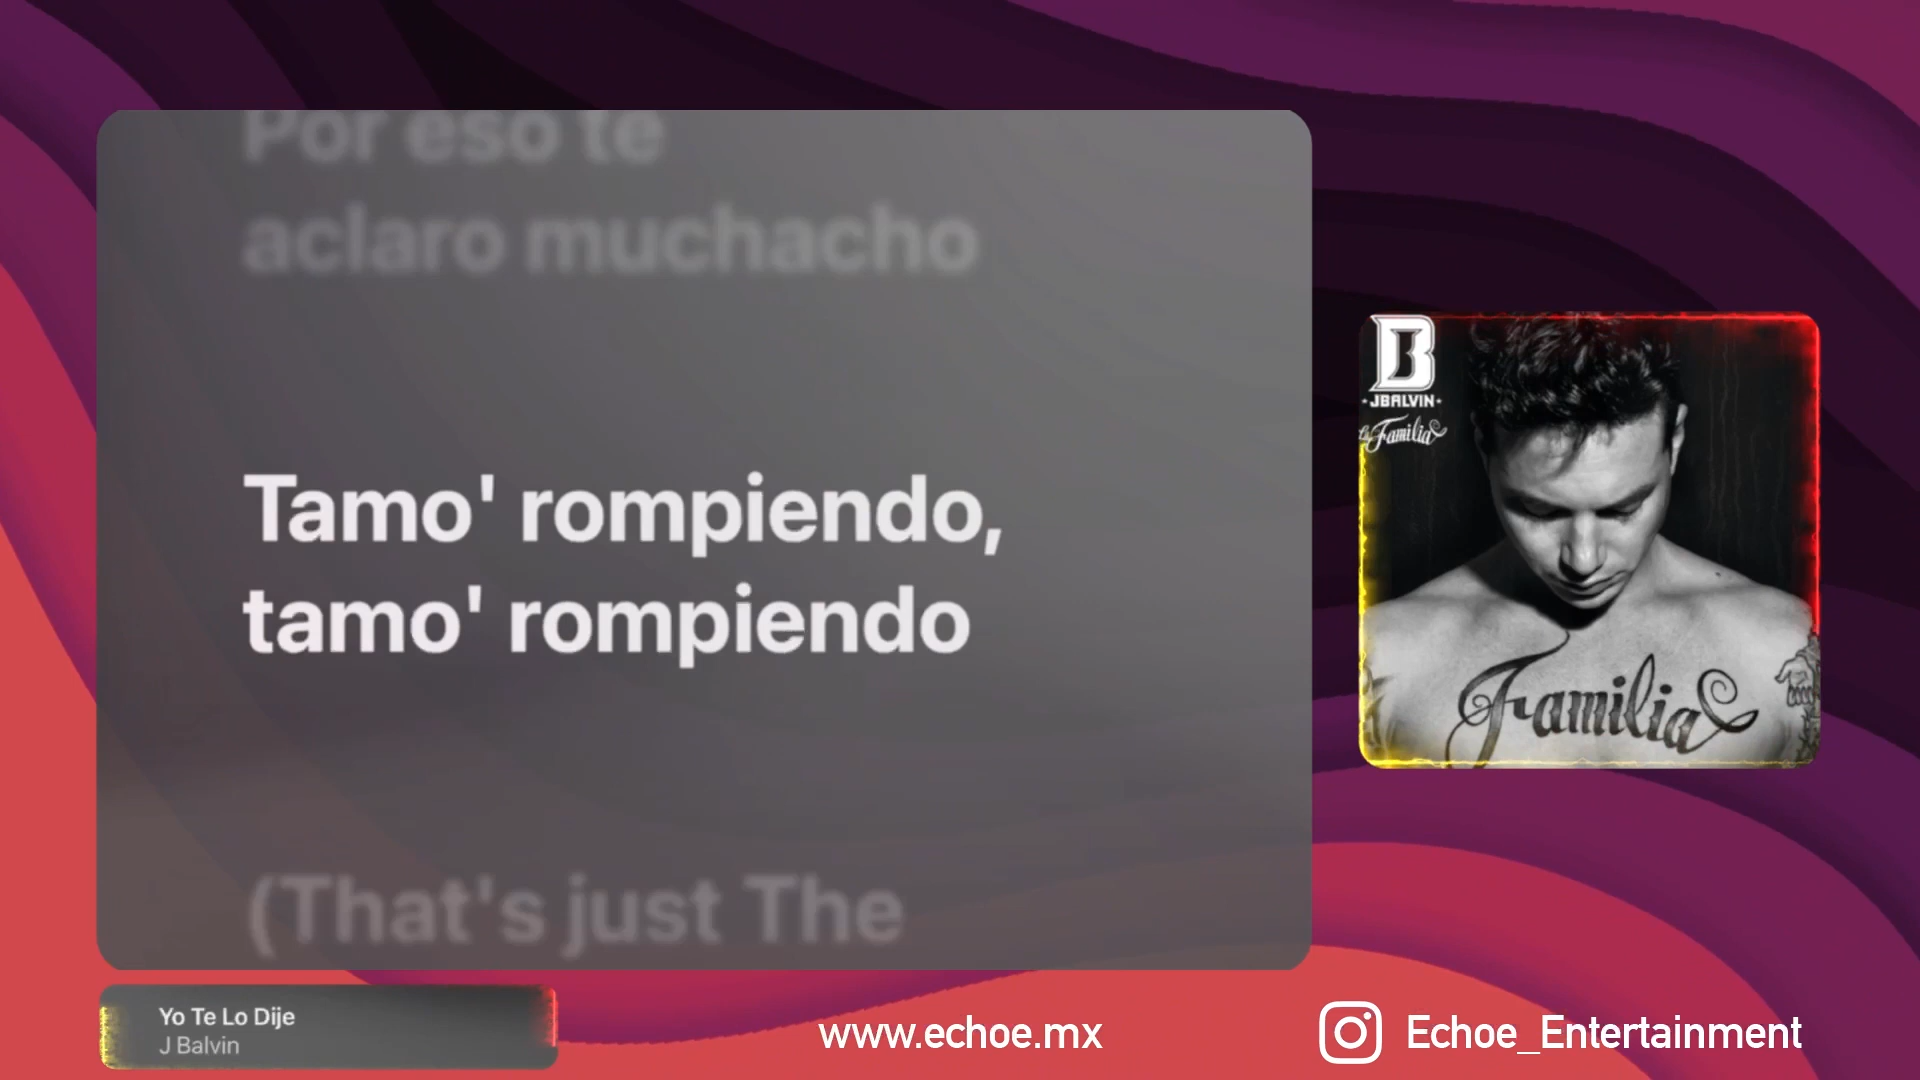 Por eso te
aclaro muchacho
Tamo' rompiendo,
tamo' rompiendo
(That's just The
B
· JBALVIN ·
La Familia
Familia
Yo Te Lo Dije
J Balvin
www.echoe.mx
Echoe_Entertainment